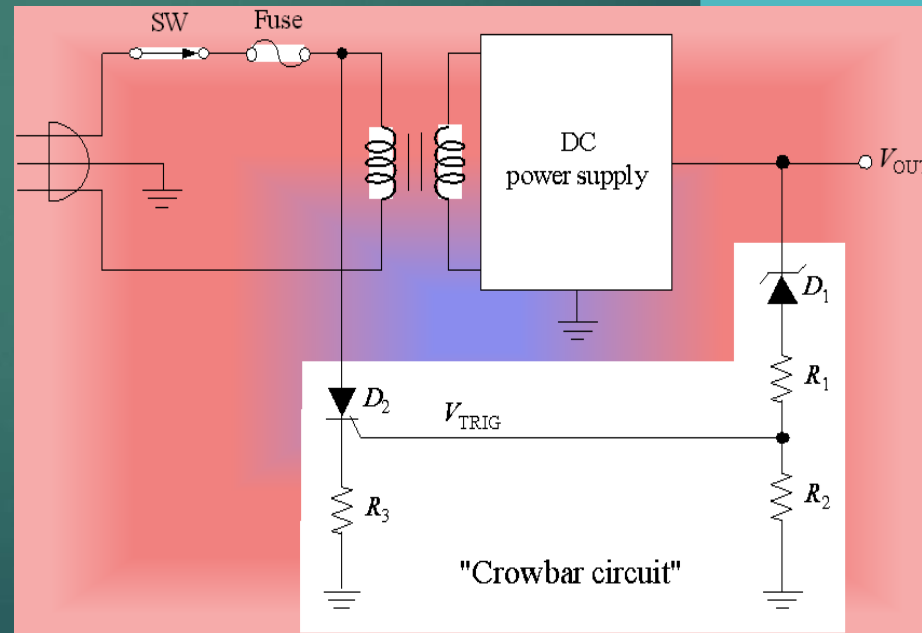 SW
Fuse
DC
power supply
VOUT
D1
R1
D2
VTRIG
R3
R2
"Crowbar circuit"